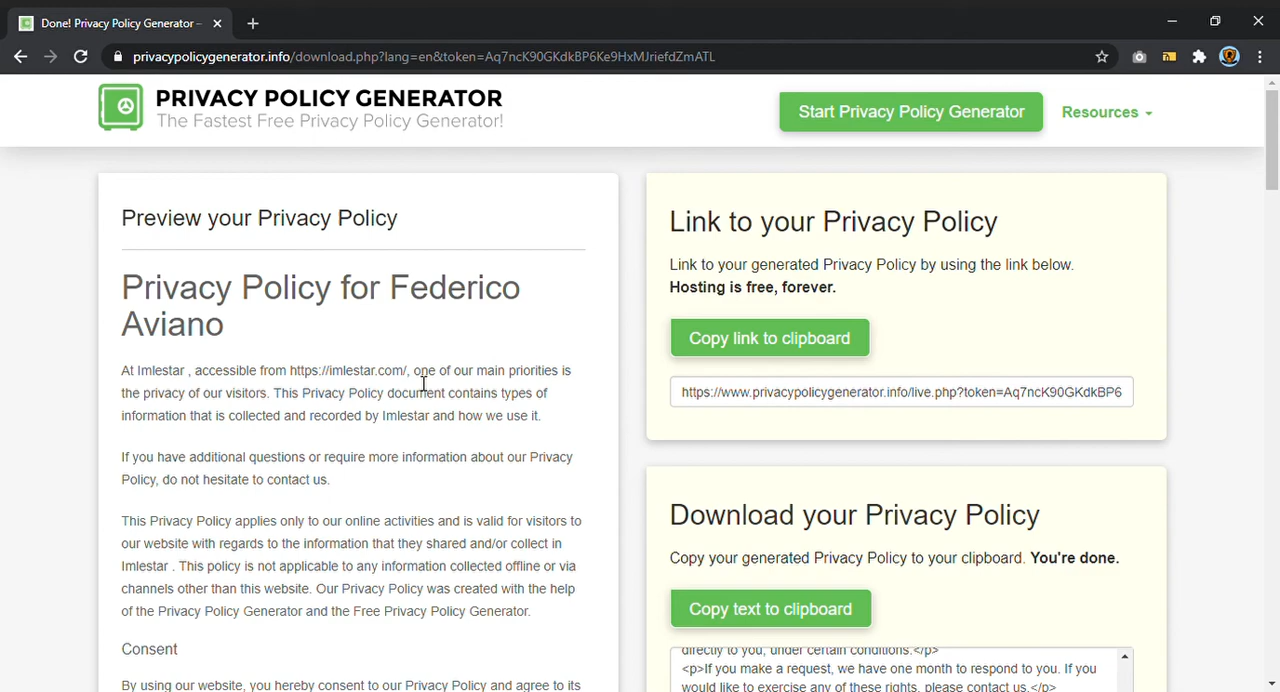 Done! Privacy Policy Generator –
privacypolicygenerator.info/download.php?lang=en&token=Aq7ncK90GKdkBP6Ke9HxMJriefdZmATL
PRIVACY POLICY GENERATOR
The Fastest Free Privacy Policy Generator!
Start Privacy Policy Generator
Resources
Preview your Privacy Policy
Privacy Policy for Federico
Aviano
At Imlestar , accessible from https://imlestar.com/, one of our main priorities is
the privacy of our visitors. This Privacy Policy document contains types of
information that is collected and recorded by Imlestar and how we use it.
If you have additional questions or require more information about our Privacy
Policy, do not hesitate to contact us.
This Privacy Policy applies only to our online activities and is valid for visitors to
our website with regards to the information that they shared and/or collect in
Imlestar . This policy is not applicable to any information collected offline or via
channels other than this website. Our Privacy Policy was created with the help
of the Privacy Policy Generator and the Free Privacy Policy Generator.
Consent
By using our website, you hereby consent to our Privacy Policy and agree to its
Link to your Privacy Policy
Link to your generated Privacy Policy by using the link below.
Hosting is free, forever.
Copy link to clipboard
https://www.privacypolicygenerator.info/live.php?token=Aq7ncK90GKdkBP6
Download your Privacy Policy
Copy your generated Privacy Policy to your clipboard. You're done.
Copy text to clipboard
directly to you, under certain conditions.</p>
<p>If you make a request, we have one month to respond to you. If you
would like to exercise any of these rights, please contact us.</p>